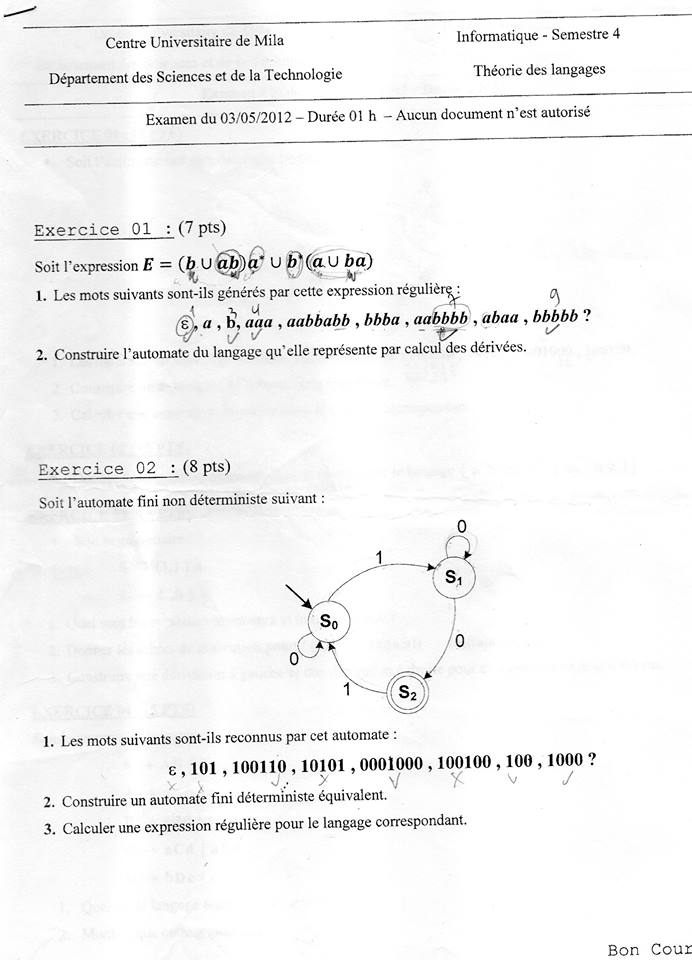 Centre Universitaire de Mila
Informatique - Semestre 4
Département des Sciences et de la Technologie
Théorie des langages
Examen du 03/05/2012 – Durée 01 h – Aucun document n'est autorisé
Exercice 01 : (7 pts)
Soit l'expression E = (b ∪ ab)a* ∪ b*(a ∪ ba)
1. Les mots suivants sont-ils générés par cette expression régulière :
ε, a , b, aaa , aabbabb , bbba , aabbbb , abaa , bbbbb ?
2. Construire l'automate du langage qu'elle représente par calcul des dérivées.
Exercice 02 : (8 pts)
Soit l'automate fini non déterministe suivant :
0
1
S1
S0
0
0
1
S2
1. Les mots suivants sont-ils reconnus par cet automate :
ε , 101 , 100110 , 10101 , 0001000 , 100100 , 100 , 1000 ?
2. Construire un automate fini déterministe équivalent.
3. Calculer une expression régulière pour le langage correspondant.
Bon Cour